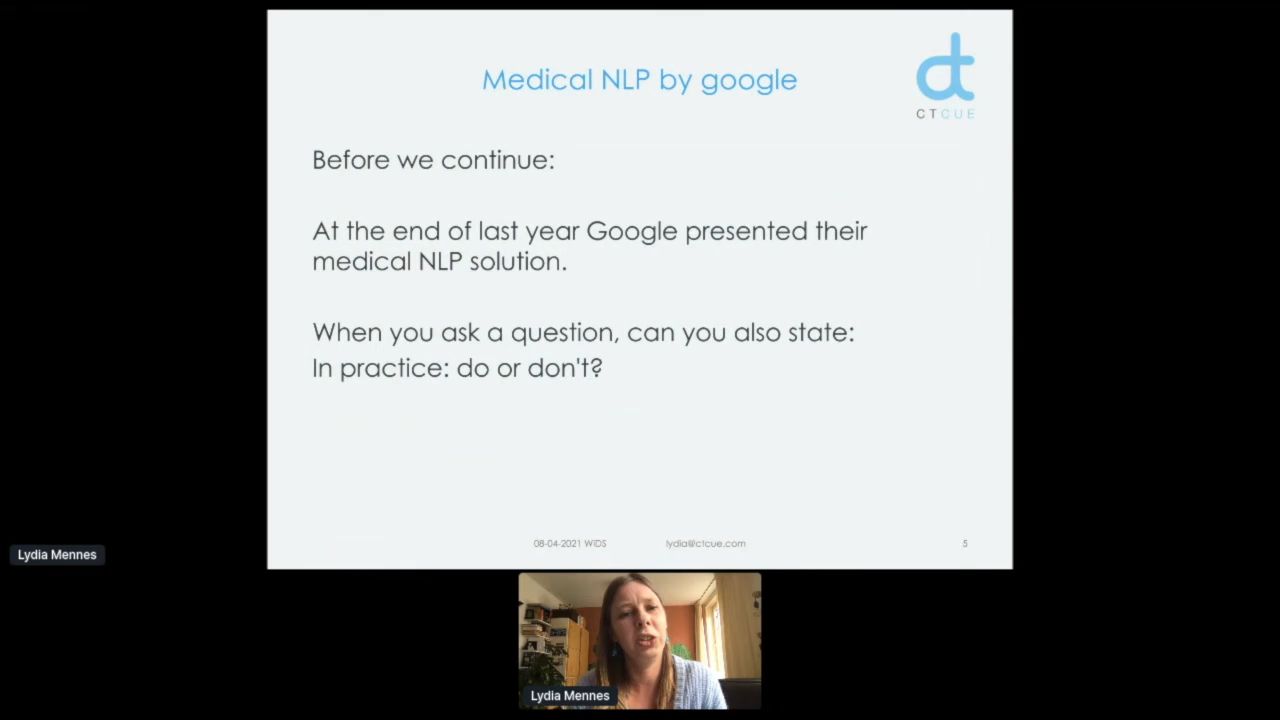 Medical NLP by google
CTCUE
Before we continue:
At the end of last year Google presented their
medical NLP solution.
When you ask a question, can you also state:
In practice: do or don't?
08-04-2021 WiDS
lydia@ctcue.com
5
Lydia Mennes
Lydia Mennes